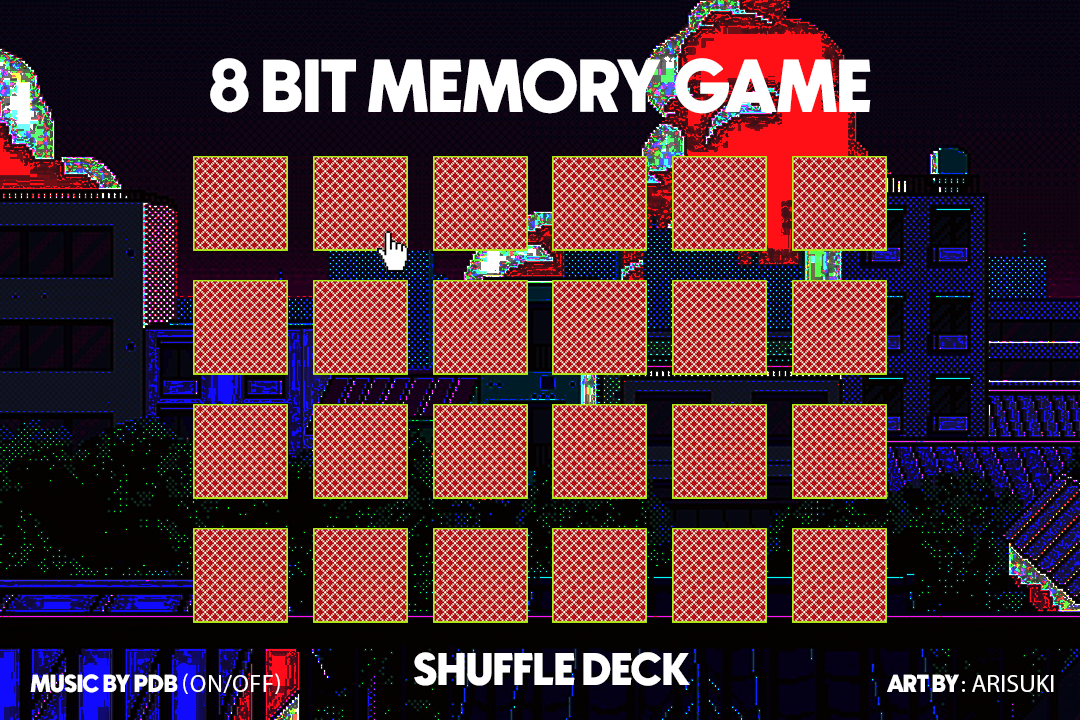 8 BIT MEMORY GAME
SHUFFLE DECK
MUSIC BY PDB (ON/OFF)
ART BY : ARISUKI